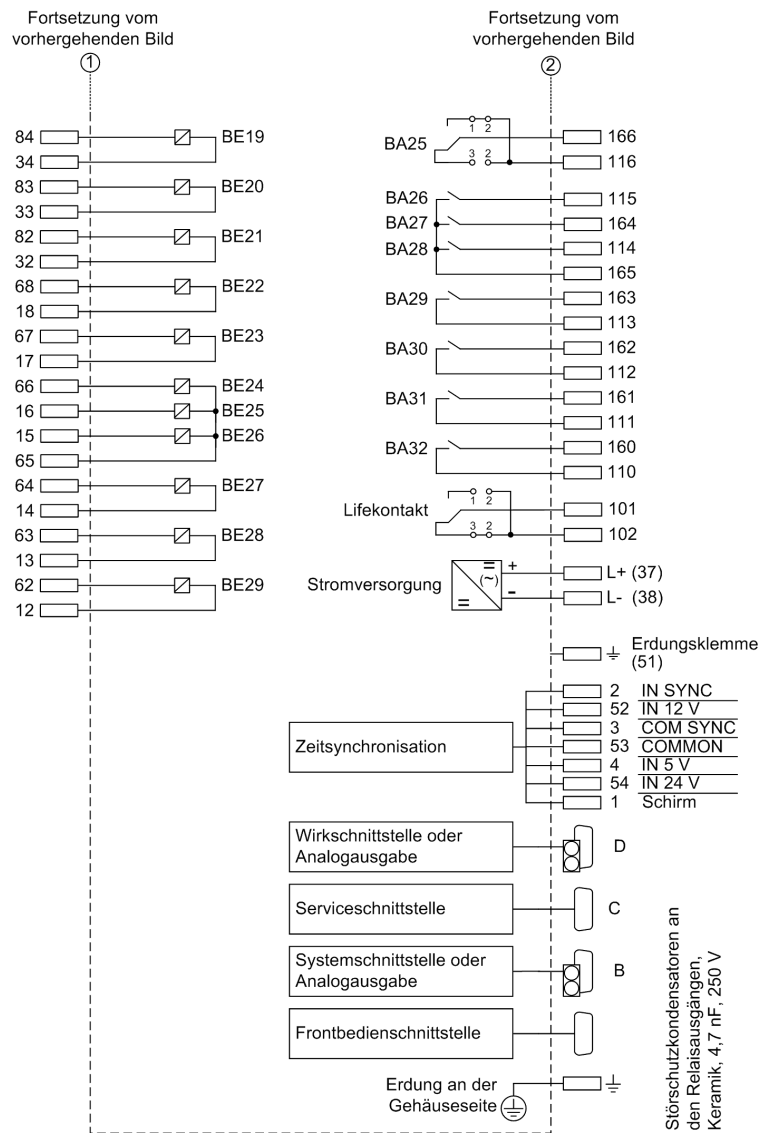 Fortsetzung vom
vorhergehenden Bild
1
Fortsetzung vom
vorhergehenden Bild
2
84 BE19
34
83 BE20
33
82 BE21
32
68 BE22
18
67 BE23
17
66 BE24
16 BE25
15 BE26
65
64 BE27
14
63 BE28
13
62 BE29
12
1 2
BA25 166
3 2 116
BA26 115
BA27 164
BA28 114
165
BA29 163
113
BA30 162
112
BA31 161
111
BA32 160
110
1 2
Lifekontakt 101
3 2 102
Stromversorgung = (~) = + L+ (37)
- L- (38)
Erdungsklemme
(51)
2 IN SYNC
52 IN 12 V
3 COM SYNC
Zeitsynchronisation 53 COMMON
4 IN 5 V
54 IN 24 V
1 Schirm
Wirkschnittstelle oder
Analogausgabe
D
Serviceschnittstelle
C
Systemschnittstelle oder
Analogausgabe
B
Frontbedienschnittstelle
Erdung an der
Gehäuseseite
Störschutzkondensatoren an
den Relaisausgängen,
Keramik, 4,7 nF, 250 V